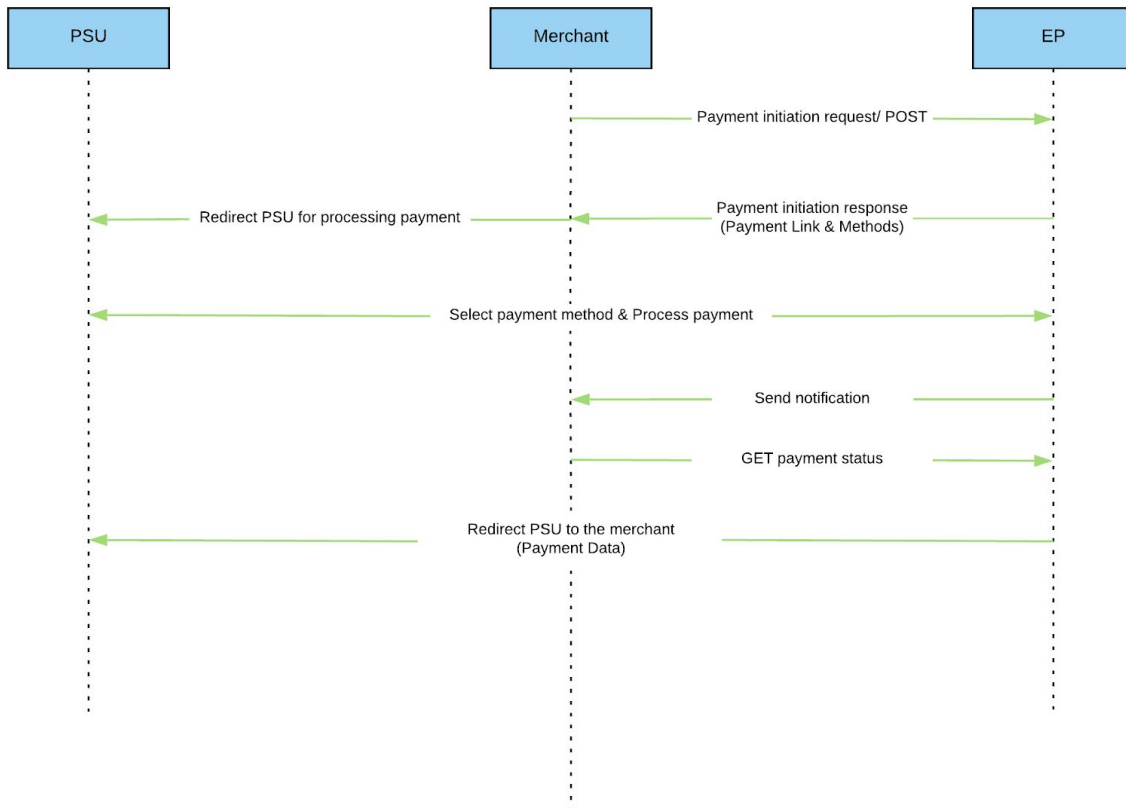 PSU
Merchant
EP
Payment initiation request/ POST
Redirect PSU for processing payment
Payment initiation response
(Payment Link & Methods)
Select payment method & Process payment
Send notification
GET payment status
Redirect PSU to the merchant
(Payment Data)